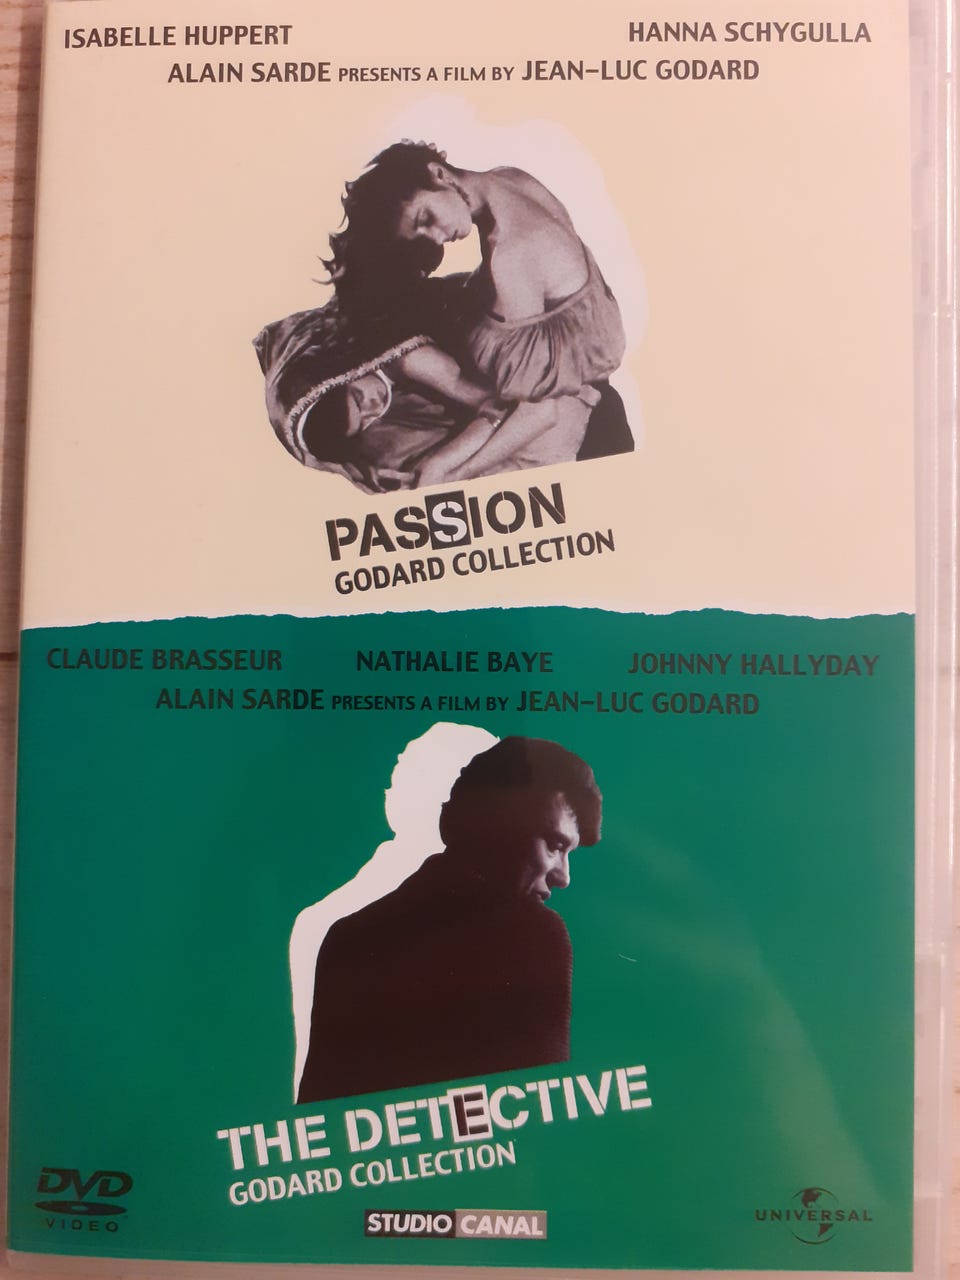 ISABELLE HUPPERT HANNA SCHYGULLA
ALAIN SARDE PRESENTS A FILM BY JEAN-LUC GODARD
PASSION
GODARD COLLECTION
CLAUDE BRASSEUR NATHALIE BAYE JOHNNY HALLYDAY
ALAIN SARDE PRESENTS A FILM BY JEAN-LUC GODARD
THE DETECTIVE
GODARD COLLECTION
DVD
VIDEO
STUDIO CANAL
UNIVERSAL